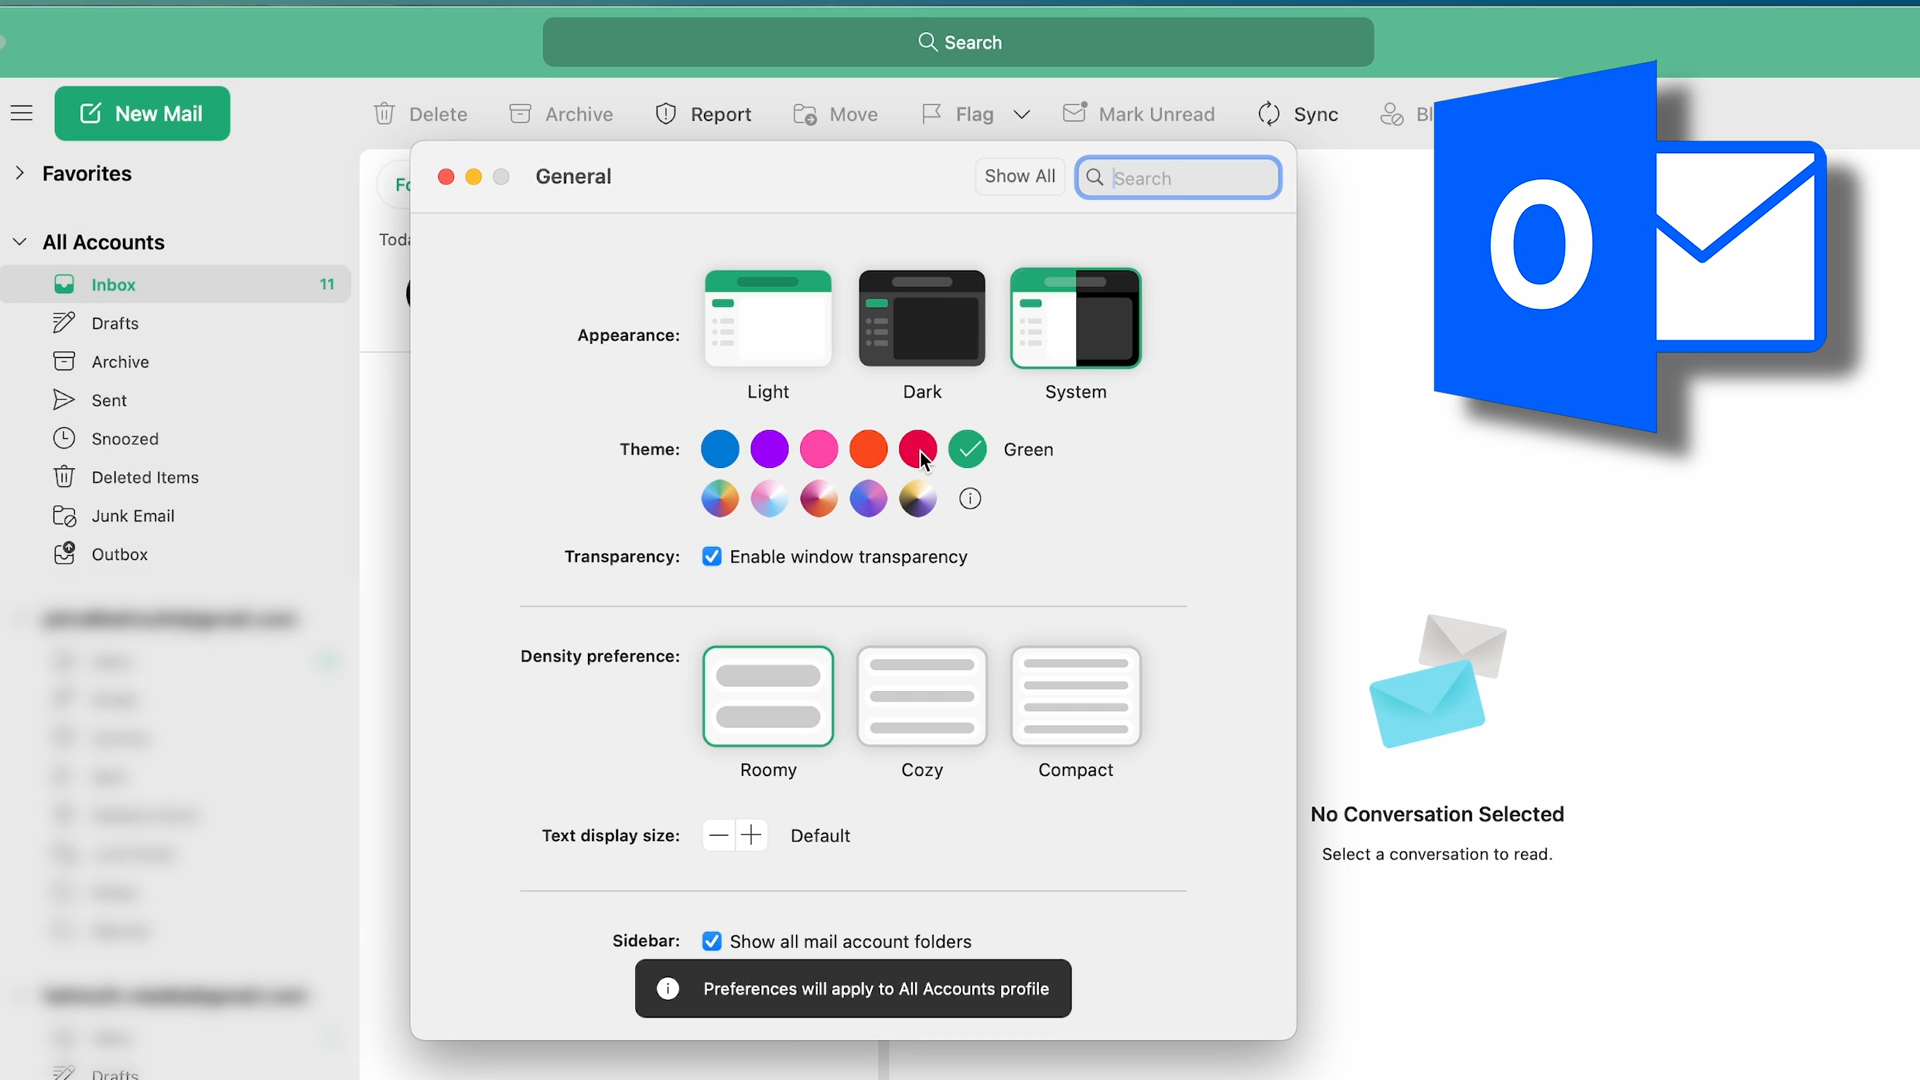 Search
New Mail
Delete
Archive
Report
Move
Flag
Mark Unread
Sync
Favorites
All Accounts
Inbox 11
Drafts
Archive
Sent
Snoozed
Deleted Items
Junk Email
Outbox
Drafts
General
Show All
Search
Appearance:
Light
Dark
System
Theme:
Green
Transparency:
Enable window transparency
Density preference:
Roomy
Cozy
Compact
Text display size:
Default
Sidebar:
Show all mail account folders
Preferences will apply to All Accounts profile
O
No Conversation Selected
Select a conversation to read.